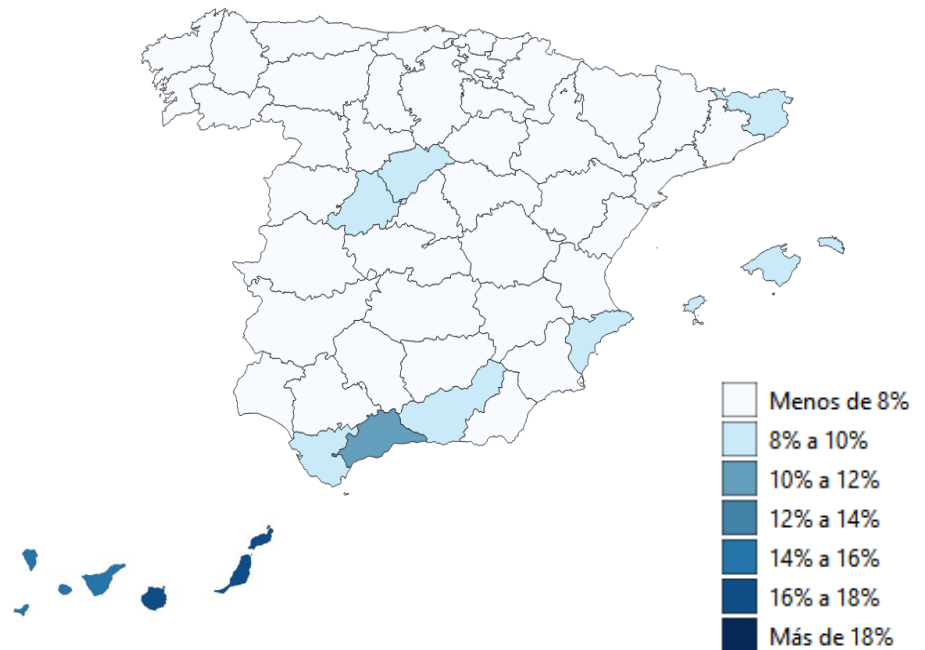 Menos de 8%
8% a 10%
10% a 12%
12% a 14%
14% a 16%
16% a 18%
Más de 18%